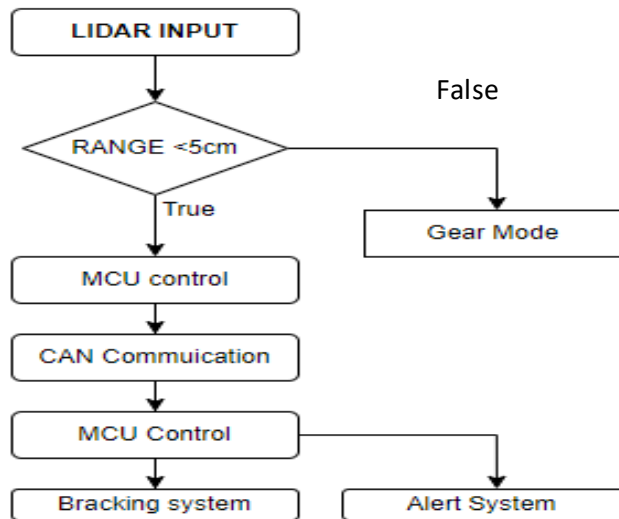 LIDAR INPUT
False
RANGE <5cm
True
Gear Mode
MCU control
CAN Commuication
MCU Control
Bracking system
Alert System